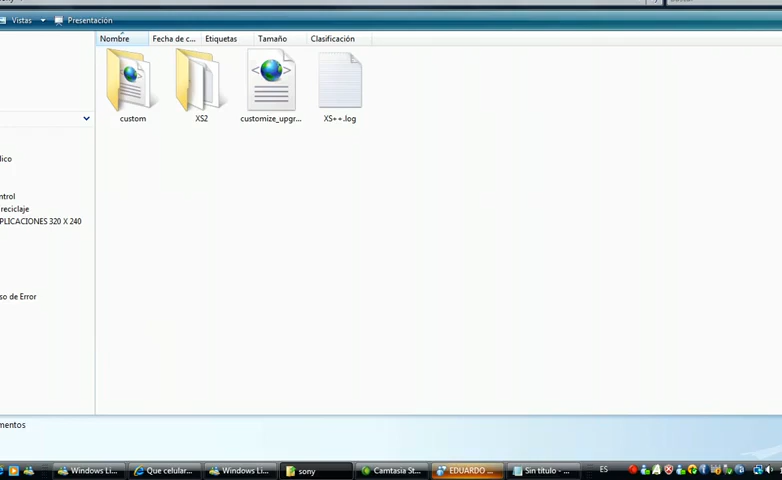 Vistas Presentación
Nombre Fecha de c... Etiquetas Tamaño Clasificación
custom XS2 customize_upgr... XS++.log
lico
ntrol
reciclaje
PLICACIONES 320 X 240
so de Error
mentos
Windows Li... Que celular... Windows Li... sony Camtasia St... EDUARDO ... Sin título - ... ES